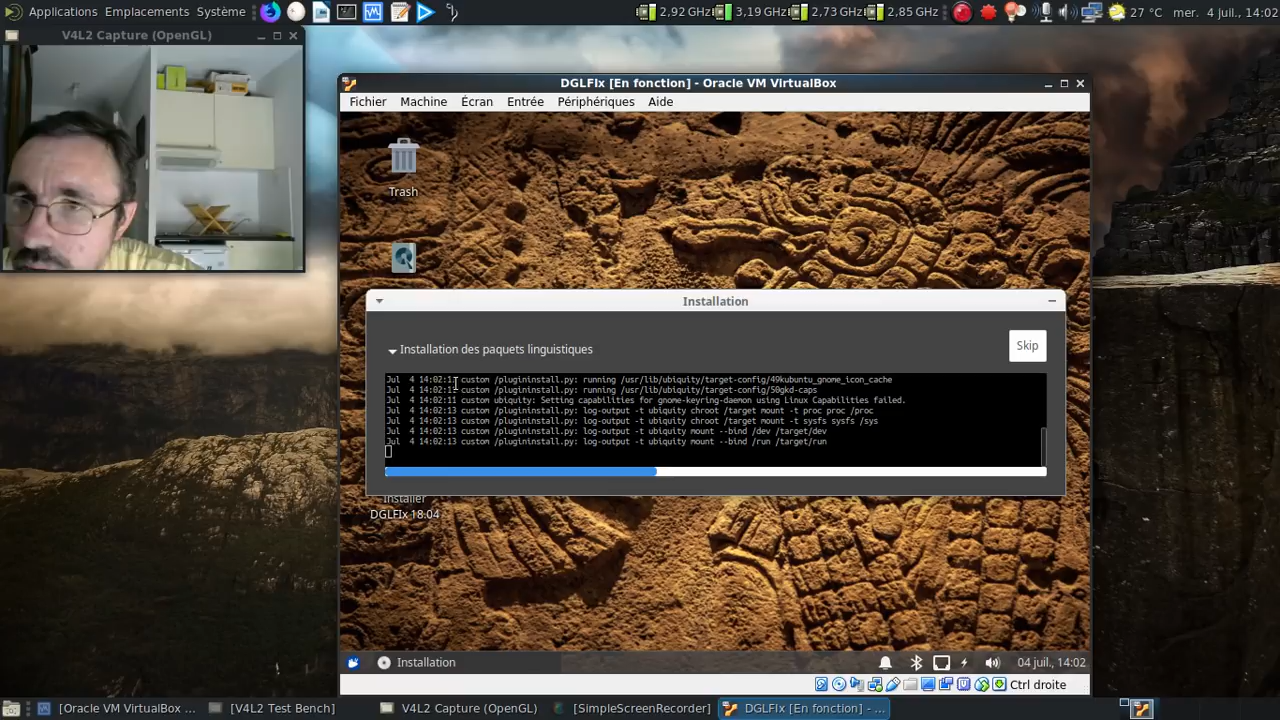 Applications Emplacements Système
2,92 GHz 3,19 GHz 2,73 GHz 2,85 GHz 27 °C mer. 4 juil., 14:02
V4L2 Capture (OpenGL)
DGLFIx [En fonction] - Oracle VM VirtualBox
Fichier Machine Écran Entrée Périphériques Aide
Trash
Installation
Installation des paquets linguistiques
Skip
Jul 4 14:02:11 custom /plugininstall.py: running /usr/lib/ubiquity/target-config/49kubuntu_gnome_icon_cache
Jul 4 14:02:11 custom /plugininstall.py: running /usr/lib/ubiquity/target-config/50gkd-caps
Jul 4 14:02:11 custom ubiquity: Setting capabilities for gnome-keyring-daemon using Linux Capabilities failed.
Jul 4 14:02:13 custom /plugininstall.py: log-output -t ubiquity chroot /target mount -t proc proc /proc
Jul 4 14:02:13 custom /plugininstall.py: log-output -t ubiquity chroot /target mount -t sysfs sysfs /sys
Jul 4 14:02:13 custom /plugininstall.py: log-output -t ubiquity mount --bind /dev /target/dev
Jul 4 14:02:13 custom /plugininstall.py: log-output -t ubiquity mount --bind /run /target/run
Installer
DGLFIx 18.04
Installation
04 juil., 14:02
Ctrl droite
[Oracle VM VirtualBox ... [V4L2 Test Bench] V4L2 Capture (OpenGL) [SimpleScreenRecorder] DGLFIx [En fonction] - ...